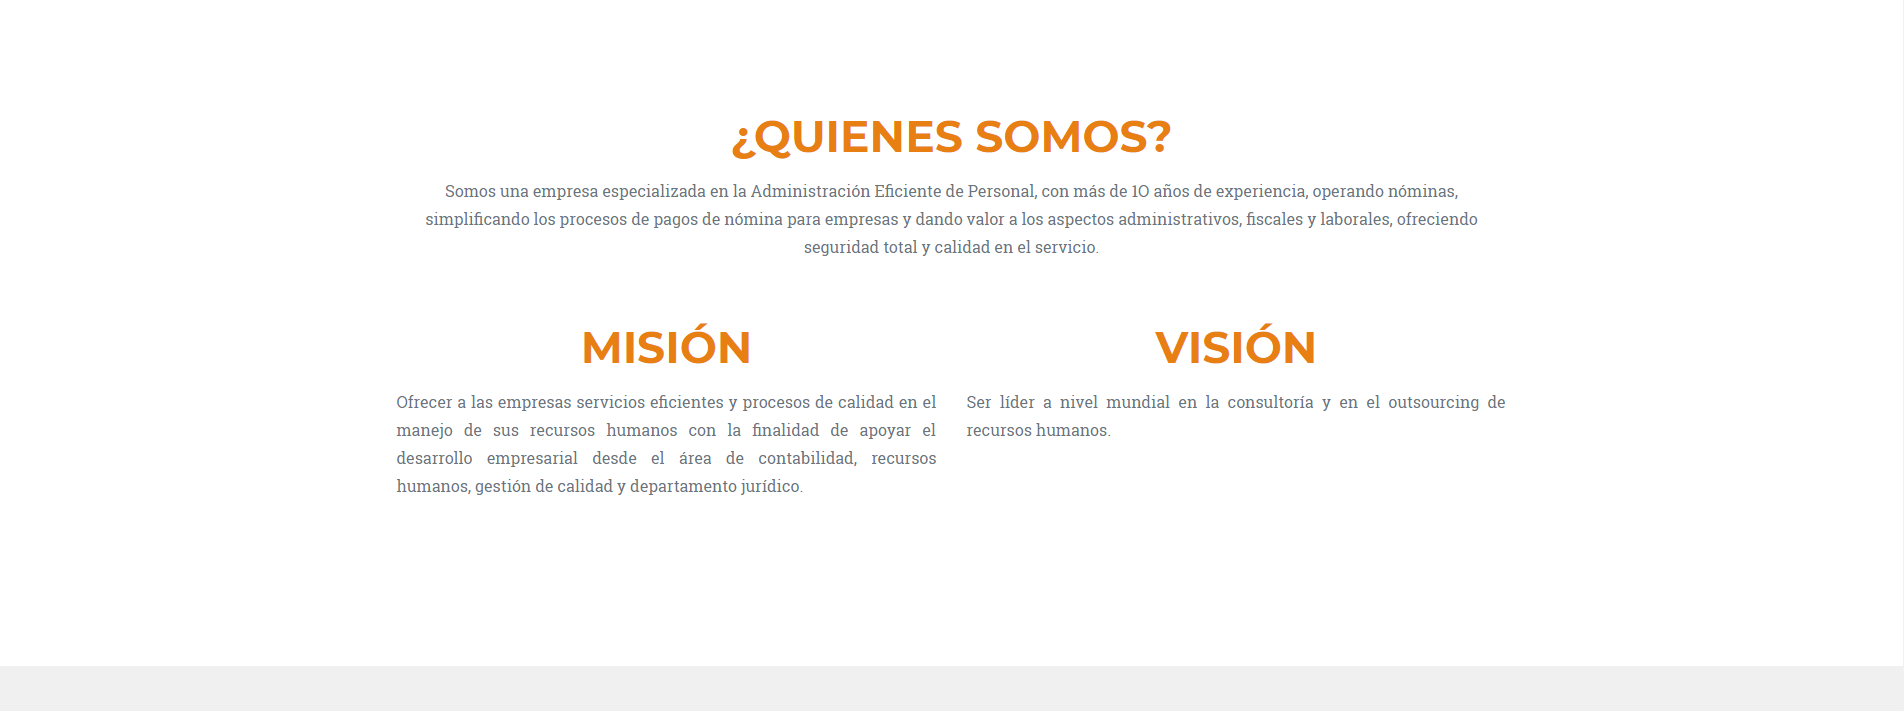 ¿QUIENES SOMOS?
Somos una empresa especializada en la Administración Eficiente de Personal, con más de 10 años de experiencia, operando nóminas,
simplificando los procesos de pagos de nómina para empresas y dando valor a los aspectos administrativos, fiscales y laborales, ofreciendo
seguridad total y calidad en el servicio.
MISIÓN
Ofrecer a las empresas servicios eficientes y procesos de calidad en el
manejo de sus recursos humanos con la finalidad de apoyar el
desarrollo empresarial desde el área de contabilidad, recursos
humanos, gestión de calidad y departamento jurídico.
VISIÓN
Ser líder a nivel mundial en la consultoría y en el outsourcing de
recursos humanos.